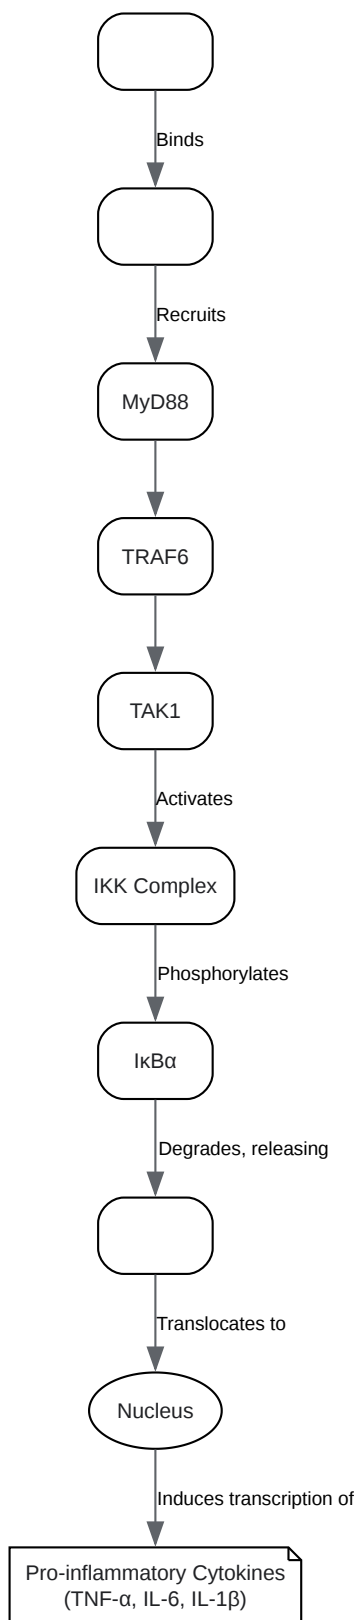 Binds
Recruits
MyD88
TRAF6
TAK1
Activates
IKK Complex
Phosphorylates
IκBα
Degrades, releasing
Translocates to
Nucleus
Induces transcription of
Pro-inflammatory Cytokines
(TNF-α, IL-6, IL-1β)